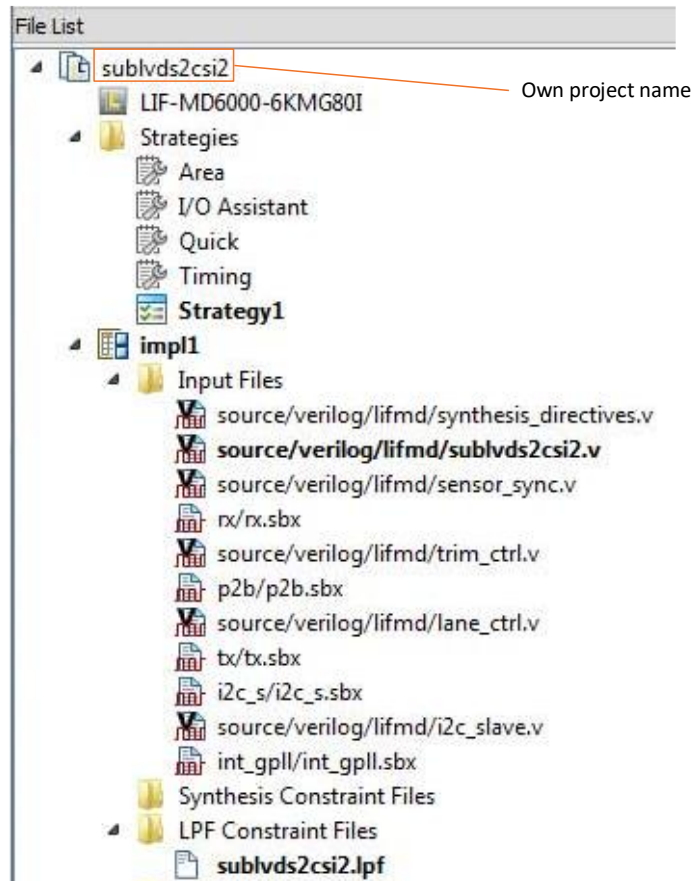 File List
sublvds2csi2
Own project name
LIF-MD6000-6KMG80I
Strategies
Area
I/O Assistant
Quick
Timing
Strategy1
impl1
Input Files
source/verilog/lifmd/synthesis_directives.v
source/verilog/lifmd/sublvds2csi2.v
source/verilog/lifmd/sensor_sync.v
rx/rx.sbx
source/verilog/lifmd/trim_ctrl.v
p2b/p2b.sbx
source/verilog/lifmd/lane_ctrl.v
tx/tx.sbx
i2c_s/i2c_s.sbx
source/verilog/lifmd/i2c_slave.v
int_gpll/int_gpll.sbx
Synthesis Constraint Files
LPF Constraint Files
sublvds2csi2.lpf